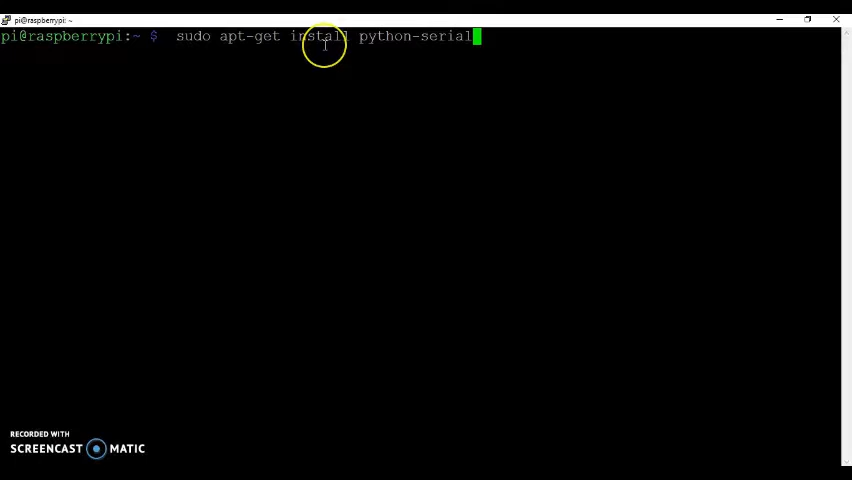 pi@raspberrypi: ~
pi@raspberrypi:~ $ sudo apt-get install python-serial
RECORDED WITH
SCREENCAST MATIC